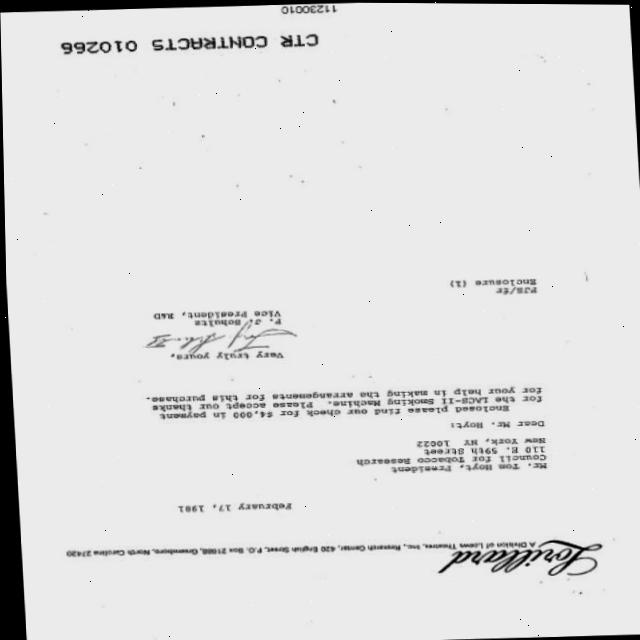 Lorillard
A Division of Loews Theatres, Inc., Research Center, 420 English Street, P.O. Box 21688, Greensboro, North Carolina 27420
February 17, 1981
Mr. Tom Hoyt, President
Council for Tobacco Research
110 E. 59th Street
New York, NY 10022
Dear Mr. Hoyt:
Enclosed please find our check for $4,000 in payment
for the IACS-II Smoking Machine. Please accept our thanks
for your help in making the arrangements for this purchase.
Very truly yours,
P. J. Schultz
Vice President, R&D
PJS/fr
Enclosure (1)
CTR CONTRACTS 010266
11230010